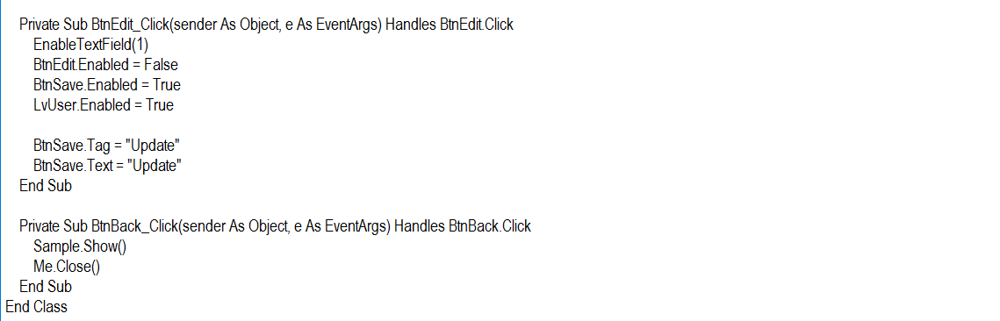 Private Sub BtnEdit_Click(sender As Object, e As EventArgs) Handles BtnEdit.Click
EnableTextField(1)
BtnEdit.Enabled = False
BtnSave.Enabled = True
LvUser.Enabled = True
BtnSave.Tag = "Update"
BtnSave.Text = "Update"
End Sub
Private Sub BtnBack_Click(sender As Object, e As EventArgs) Handles BtnBack.Click
Sample.Show()
Me.Close()
End Sub
End Class